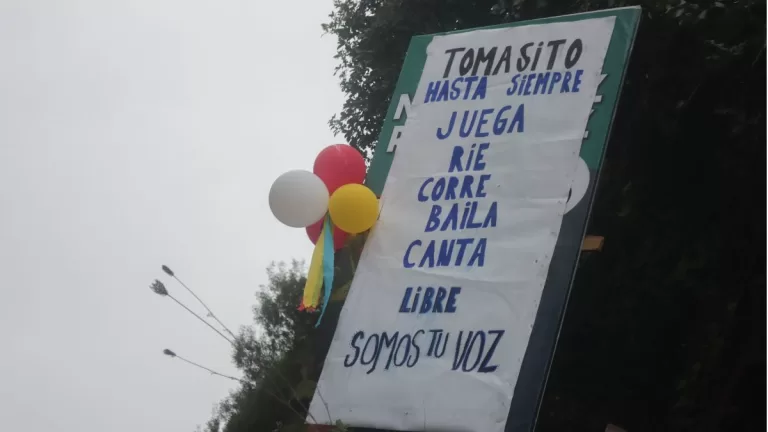 TOMASITO
HASTA SIEMPRE
JUEGA
RIE
CORRE
BAILA
CANTA
LIBRE
SOMOS TU VOZ